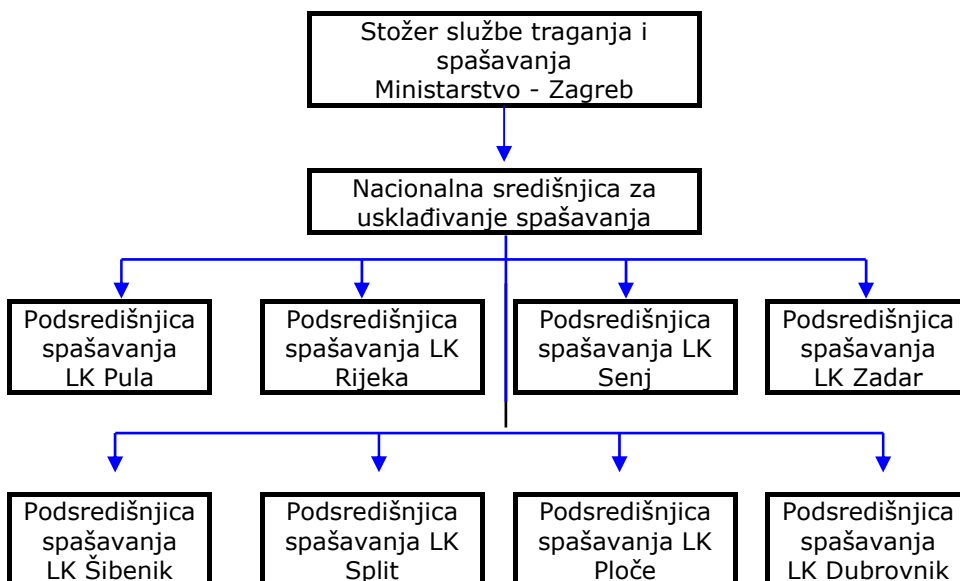 Stožer službe traganja i
spašavanja
Ministarstvo - Zagreb
Nacionalna središnjica za
usklađivanje spašavanja
Podsredišnjica
spašavanja
LK Pula
Podsredišnjica
spašavanja LK
Rijeka
Podsredišnjica
spašavanja LK
Senj
Podsredišnjica
spašavanja
LK Zadar
Podsredišnjica
spašavanja
LK Šibenik
Podsredišnjica
spašavanja LK
Split
Podsredišnjica
spašavanja LK
Ploče
Podsredišnjica
spašavanja
LK Dubrovnik